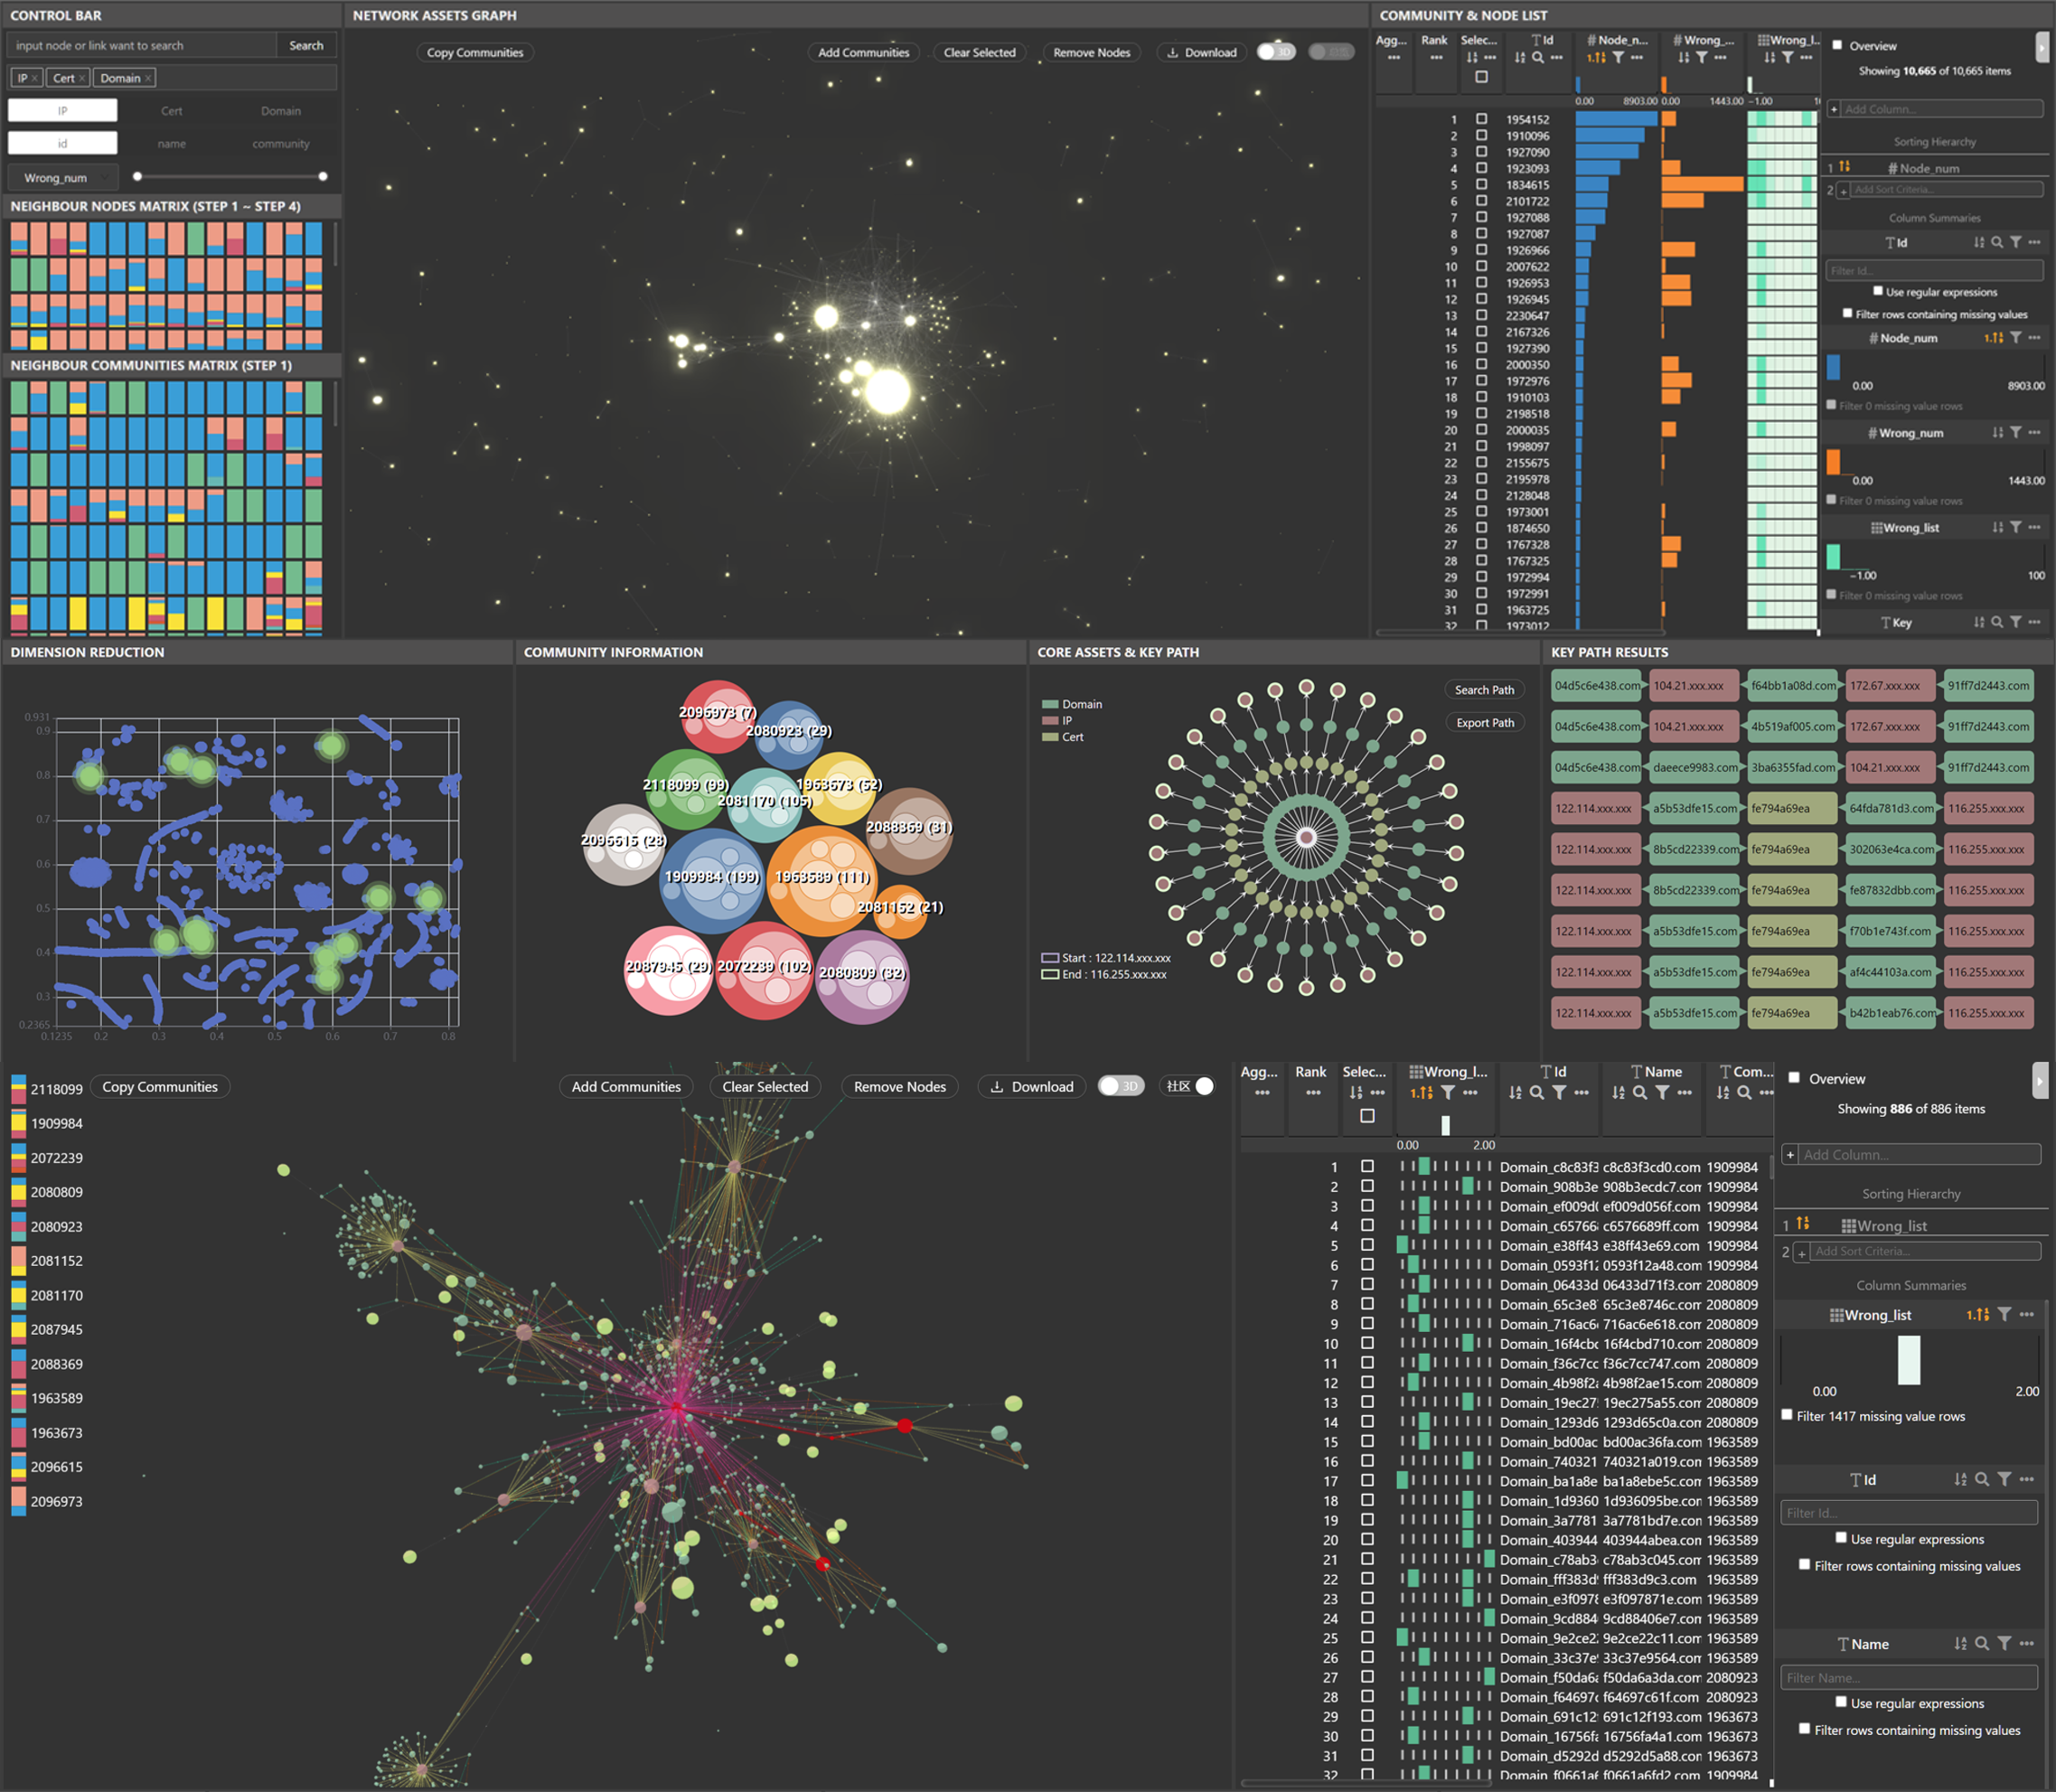 CONTROL BAR
input node or link want to search
Search
IP × Cert × Domain ×
IP Cert Domain
id name community
Wrong_num
NEIGHBOUR NODES MATRIX (STEP 1 ~ STEP 4)
NEIGHBOUR COMMUNITIES MATRIX (STEP 1)
NETWORK ASSETS GRAPH
Copy Communities
Add Communities
Clear Selected
Remove Nodes
Download
3D
COMMUNITY & NODE LIST
Agg... Rank Selec... Id # Node_n... # Wrong_... Wrong_l...
0.00 8903.00 0.00 1443.00 −1.00
1 1954152
2 1910096
3 1927090
4 1923093
5 1834615
6 2101722
7 1927088
8 1927087
9 1926966
10 2007622
11 1926953
12 1926945
13 2230647
14 2167326
15 1927390
16 2000350
17 1972976
18 1910103
19 2198518
20 2000035
21 1998097
22 2155675
23 2195978
24 2128048
25 1973001
26 1874650
27 1767328
28 1767325
29 1972994
30 1972991
31 1963725
32 1973012
Overview
Showing 10,665 of 10,665 items
+ Add Column...
Sorting Hierarchy
1 # Node_num
2 + Add Sort Criteria...
Column Summaries
Id
Filter Id...
Use regular expressions
Filter rows containing missing values
# Node_num
0.00 8903.00
Filter 0 missing value rows
# Wrong_num
0.00 1443.00
Filter 0 missing value rows
Wrong_list
−1.00 100
Filter 0 missing value rows
Key
DIMENSION REDUCTION
0.931
0.9
0.8
0.7
0.6
0.5
0.4
0.3
0.2365
0.1235 0.2 0.3 0.4 0.5 0.6 0.7 0.8
COMMUNITY INFORMATION
2096973 (7)
2080923 (29)
2118099 (99)
1963673 (52)
2081170 (105)
2088369 (31)
2096615 (28)
1909984 (199)
1963589 (111)
2081152 (21)
2087945 (29)
2072239 (102)
2080809 (82)
CORE ASSETS & KEY PATH
Domain
IP
Cert
Search Path
Export Path
Start : 122.114.xxx.xxx
End : 116.255.xxx.xxx
KEY PATH RESULTS
04d5c6e438.com 104.21.xxx.xxx f64bb1a08d.com 172.67.xxx.xxx 91ff7d2443.com
04d5c6e438.com 104.21.xxx.xxx 4b519af005.com 172.67.xxx.xxx 91ff7d2443.com
04d5c6e438.com daece9983.com 3ba6355fad.com 104.21.xxx.xxx 91ff7d2443.com
122.114.xxx.xxx a5b53dfe15.com fe794a69ea 64fda781d3.com 116.255.xxx.xxx
122.114.xxx.xxx 8b5cd22339.com fe794a69ea 302063e4ca.com 116.255.xxx.xxx
122.114.xxx.xxx 8b5cd22339.com fe794a69ea fe87832dbb.com 116.255.xxx.xxx
122.114.xxx.xxx a5b53dfe15.com fe794a69ea f70b1e743f.com 116.255.xxx.xxx
122.114.xxx.xxx a5b53dfe15.com fe794a69ea af4c44103a.com 116.255.xxx.xxx
122.114.xxx.xxx a5b53dfe15.com fe794a69ea b42b1eab76.com 116.255.xxx.xxx
2118099
1909984
2072239
2080809
2080923
2081152
2081170
2087945
2088369
1963589
1963673
2096615
2096973
Copy Communities
Add Communities
Clear Selected
Remove Nodes
Download
3D
社区
Agg... Rank Selec... Wrong_l... Id Name Com...
0.00 2.00
1 Domain_c8c83f3 c8c83f3cd0.com 1909984
2 Domain_908b3e 908b3ecdc7.com 1909984
3 Domain_ef009d0 ef009d056f.com 1909984
4 Domain_c65766 c6576689ff.com 1909984
5 Domain_e38ff43 e38ff43e69.com 1909984
6 Domain_0593f1 0593f12a48.com 1909984
7 Domain_06433d 06433d71f3.com 2080809
8 Domain_65c3e8 65c3e8746c.com 2080809
9 Domain_716ac6 716ac6e618.com 2080809
10 Domain_16f4cbd 16f4cbd710.com 2080809
11 Domain_f36c7cc f36c7cc747.com 2080809
12 Domain_4b98f2 4b98f2ae15.com 2080809
13 Domain_19ec27 19ec275a55.com 2080809
14 Domain_1293d6 1293d65c0a.com 2080809
15 Domain_bd00ac bd00ac36fa.com 1963589
16 Domain_740321 740321a019.com 1963589
17 Domain_ba1a8e ba1a8ebe5c.com 1963589
18 Domain_1d9360 1d936095be.com 1963589
19 Domain_3a7781 3a7781bd7e.com 1963589
20 Domain_403944 403944abea.com 1963589
21 Domain_c78ab3 c78ab3c045.com 1963589
22 Domain_fff383d fff383d9c3.com 1963589
23 Domain_e3f0978 e3f097871e.com 1963589
24 Domain_9cd884 9cd88406e7.com 1963589
25 Domain_9e2ce2 9e2ce22c11.com 1963589
26 Domain_33c37e 33c37e9564.com 1963589
27 Domain_f50da6 f50da6a3da.com 2080923
28 Domain_f64697 f64697c61f.com 2080923
29 Domain_691c12 691c12f193.com 1963673
30 Domain_16756f 16756fa4a1.com 1963673
31 Domain_d5292d d5292d5a88.com 1963673
32 Domain_f0661a f0661a6fd2.com 1909984
Overview
Showing 886 of 886 items
+ Add Column...
Sorting Hierarchy
1 Wrong_list
2 + Add Sort Criteria...
Column Summaries
Wrong_list
0.00 2.00
Filter 1417 missing value rows
Id
Filter Id...
Use regular expressions
Filter rows containing missing values
Name
Filter Name...
Use regular expressions
Filter rows containing missing values